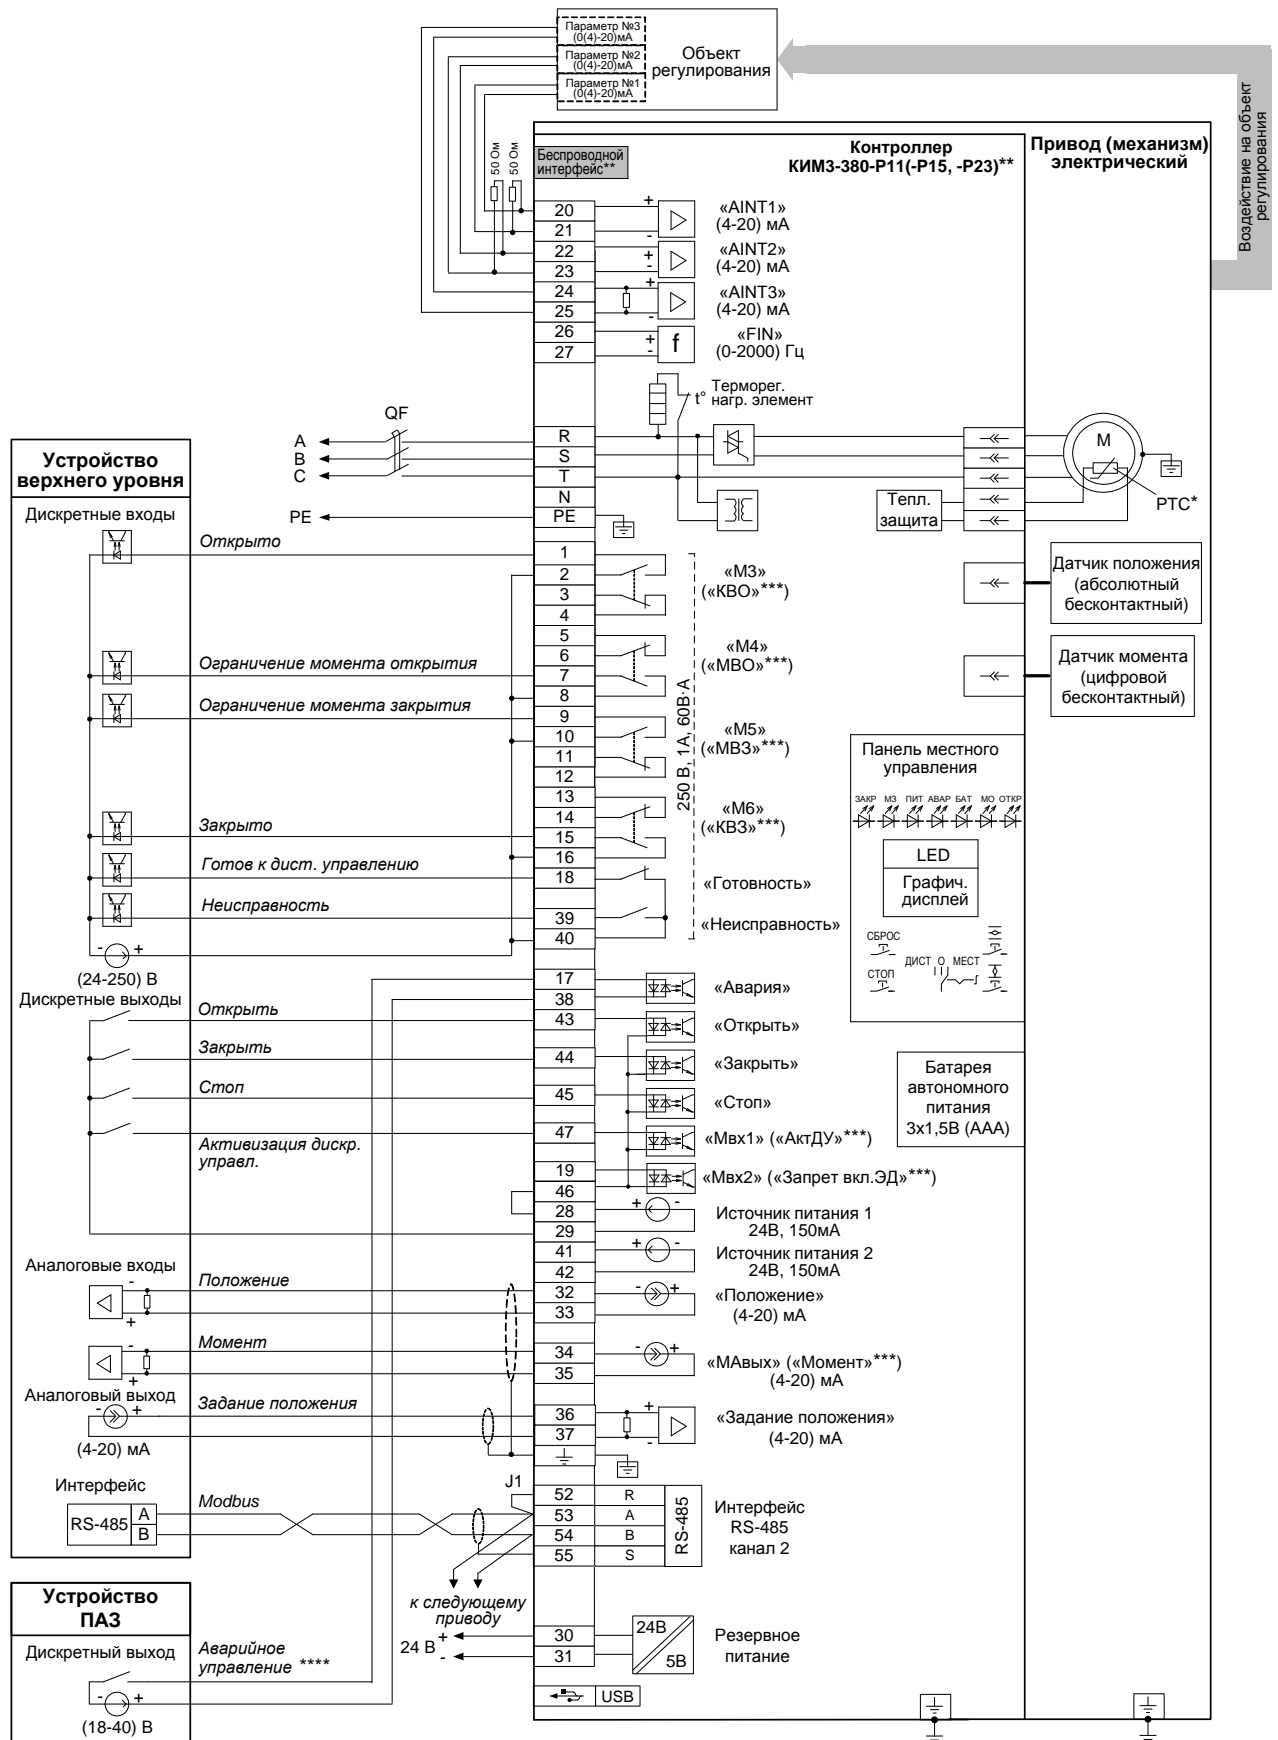 Параметр №3
(0(4)-20)мА
Параметр №2
(0(4)-20)мА
Параметр №1
(0(4)-20)мА
Объект
регулирования
Воздействие на объект
регулирования
50 Ом
50 Ом
Беспроводной
интерфейс**
Контроллер
КИМ3-380-Р11(-Р15, -Р23)**
Привод (механизм)
электрический
20
21
22
23
24
25
26
27
+
-
«AINT1»
(4-20) мА
+
-
«AINT2»
(4-20) мА
+
-
«AINT3»
(4-20) мА
+
-
f
«FIN»
(0-2000) Гц
t°
Терморег.
нагр. элемент
QF
A
B
C
PE
R
S
T
N
PE
Тепл.
защита
M
РТС*
Датчик положения
(абсолютный
бесконтактный)
Датчик момента
(цифровой
бесконтактный)
Устройство
верхнего уровня
Дискретные входы
Открыто
Ограничение момента открытия
Ограничение момента закрытия
Закрыто
Готов к дист. управлению
Неисправность
- +
(24-250) В
1
2
3
4
5
6
7
8
9
10
11
12
13
14
15
16
18
39
40
«М3»
(«КВО»***)
«М4»
(«МВО»***)
«М5»
(«МВЗ»***)
«М6»
(«КВЗ»***)
«Готовность»
«Неисправность»
250 В, 1А, 60В·А
Панель местного
управления
ЗАКР МЗ ПИТ АВАР БАТ МО ОТКР
LED
Графич.
дисплей
СБРОС
СТОП
ДИСТ О МЕСТ
Дискретные выходы
Открыть
Закрыть
Стоп
Активизация дискр.
управл.
17
38
43
44
45
47
19
46
28
29
41
42
32
33
34
35
36
37
«Авария»
«Открыть»
«Закрыть»
«Стоп»
«Мвх1» («АктДУ»***)
«Мвх2» («Запрет вкл.ЭД»***)
+ -
Источник питания 1
24В, 150мА
+ -
Источник питания 2
24В, 150мА
- +
«Положение»
(4-20) мА
- +
«МАвых» («Момент»***)
(4-20) мА
+
-
«Задание положения»
(4-20) мА
Батарея
автономного
питания
3х1,5В (ААА)
Аналоговые входы
-
+
Положение
-
+
Момент
Аналоговый выход
- +
(4-20) мА
Задание положения
Интерфейс
RS-485
A
B
Modbus
J1
52
53
54
55
R
A
B
S
RS-485
Интерфейс
RS-485
канал 2
к следующему
приводу
24 В
+
-
30
31
24В
5В
Резервное
питание
USB
Устройство
ПАЗ
Дискретный выход
- +
(18-40) В
Аварийное
управление ****